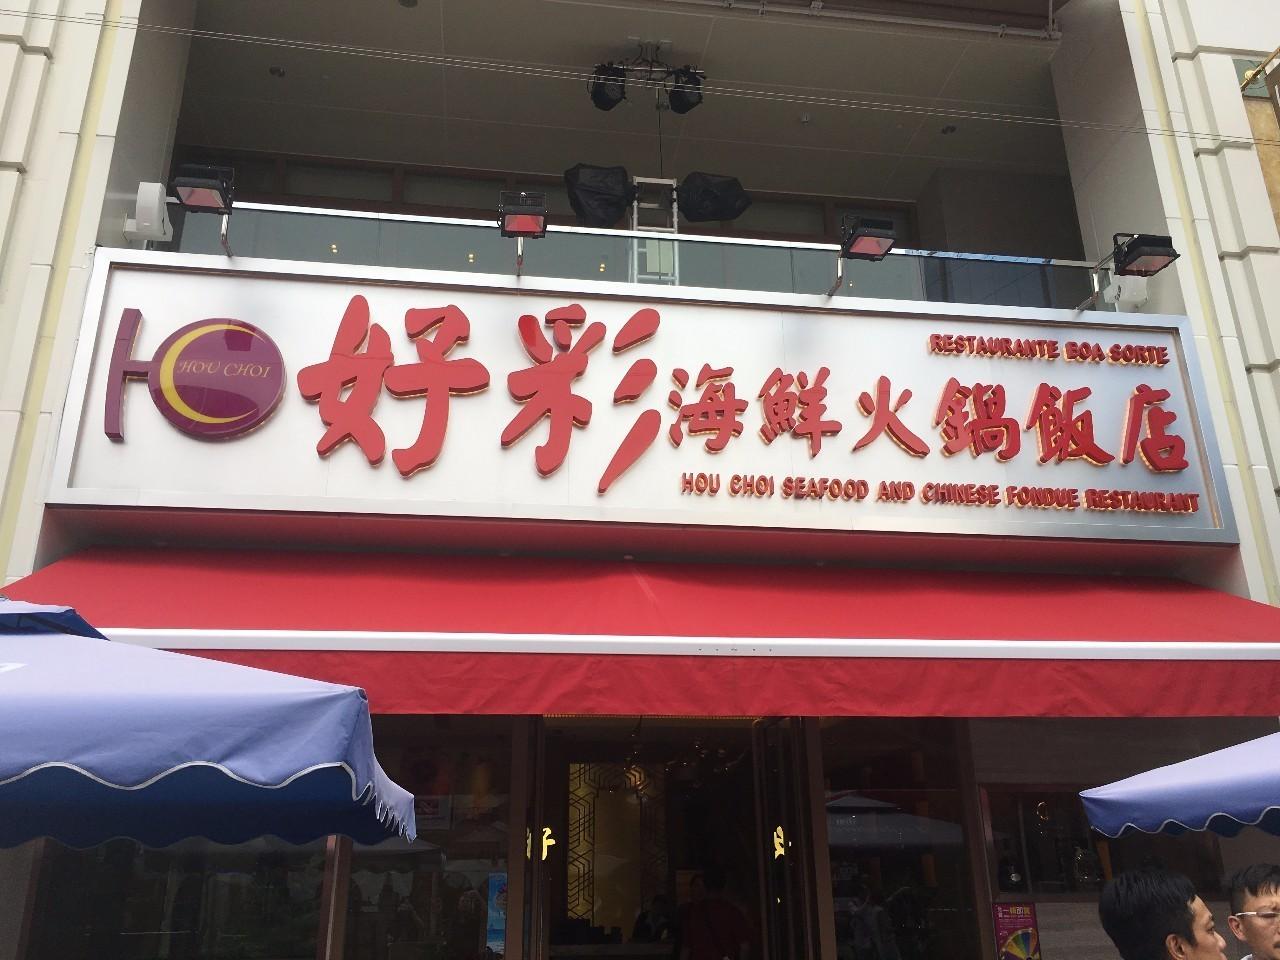 HOU CHOI
RESTAURANTE BOA SORTE
好彩海鮮火鍋飯店
HOU CHOI SEAFOOD AND CHINESE FONDUE RESTAURANT